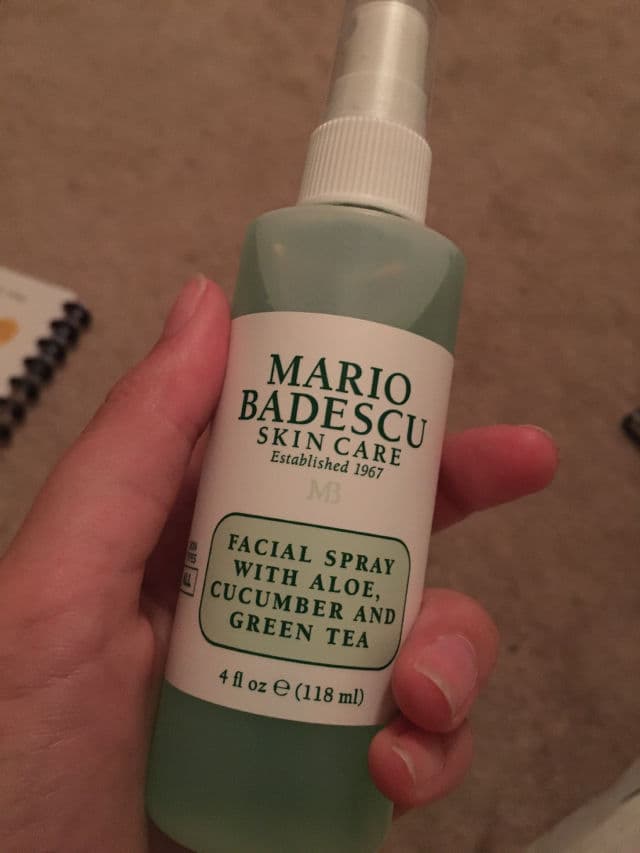 MARIO
BADESCU
SKIN CARE
Established 1967
MB
FACIAL SPRAY
WITH ALOE,
CUCUMBER AND
GREEN TEA
4 fl oz ℮ (118 ml)